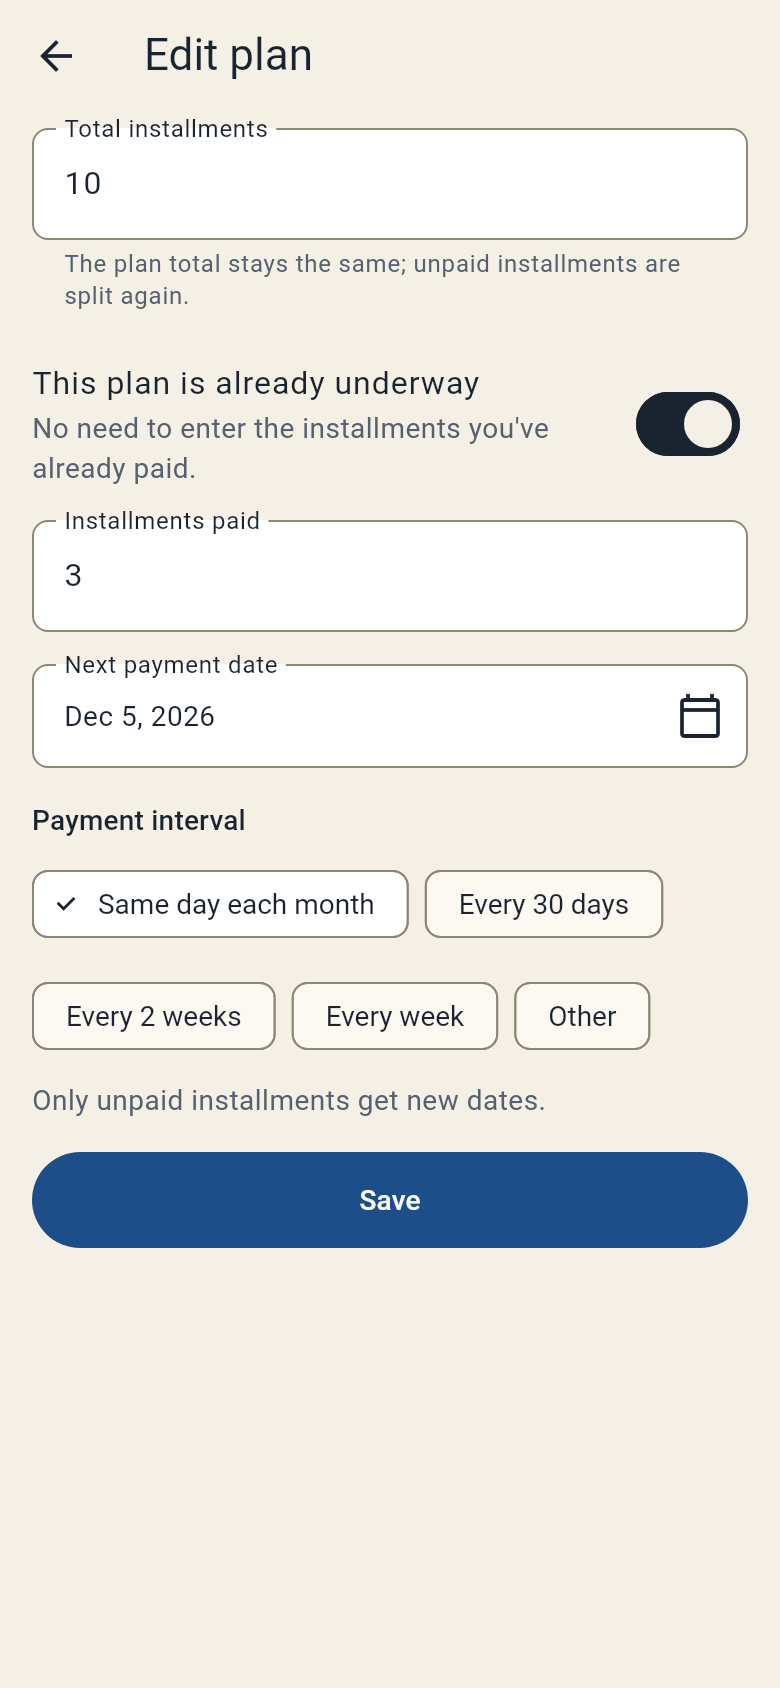 Edit plan
Total installments
10
The plan total stays the same; unpaid installments are
split again.
This plan is already underway
No need to enter the installments you've
already paid.
Installments paid
3
Next payment date
Dec 5, 2026
Payment interval
Same day each month
Every 30 days
Every 2 weeks
Every week
Other
Only unpaid installments get new dates.
Save